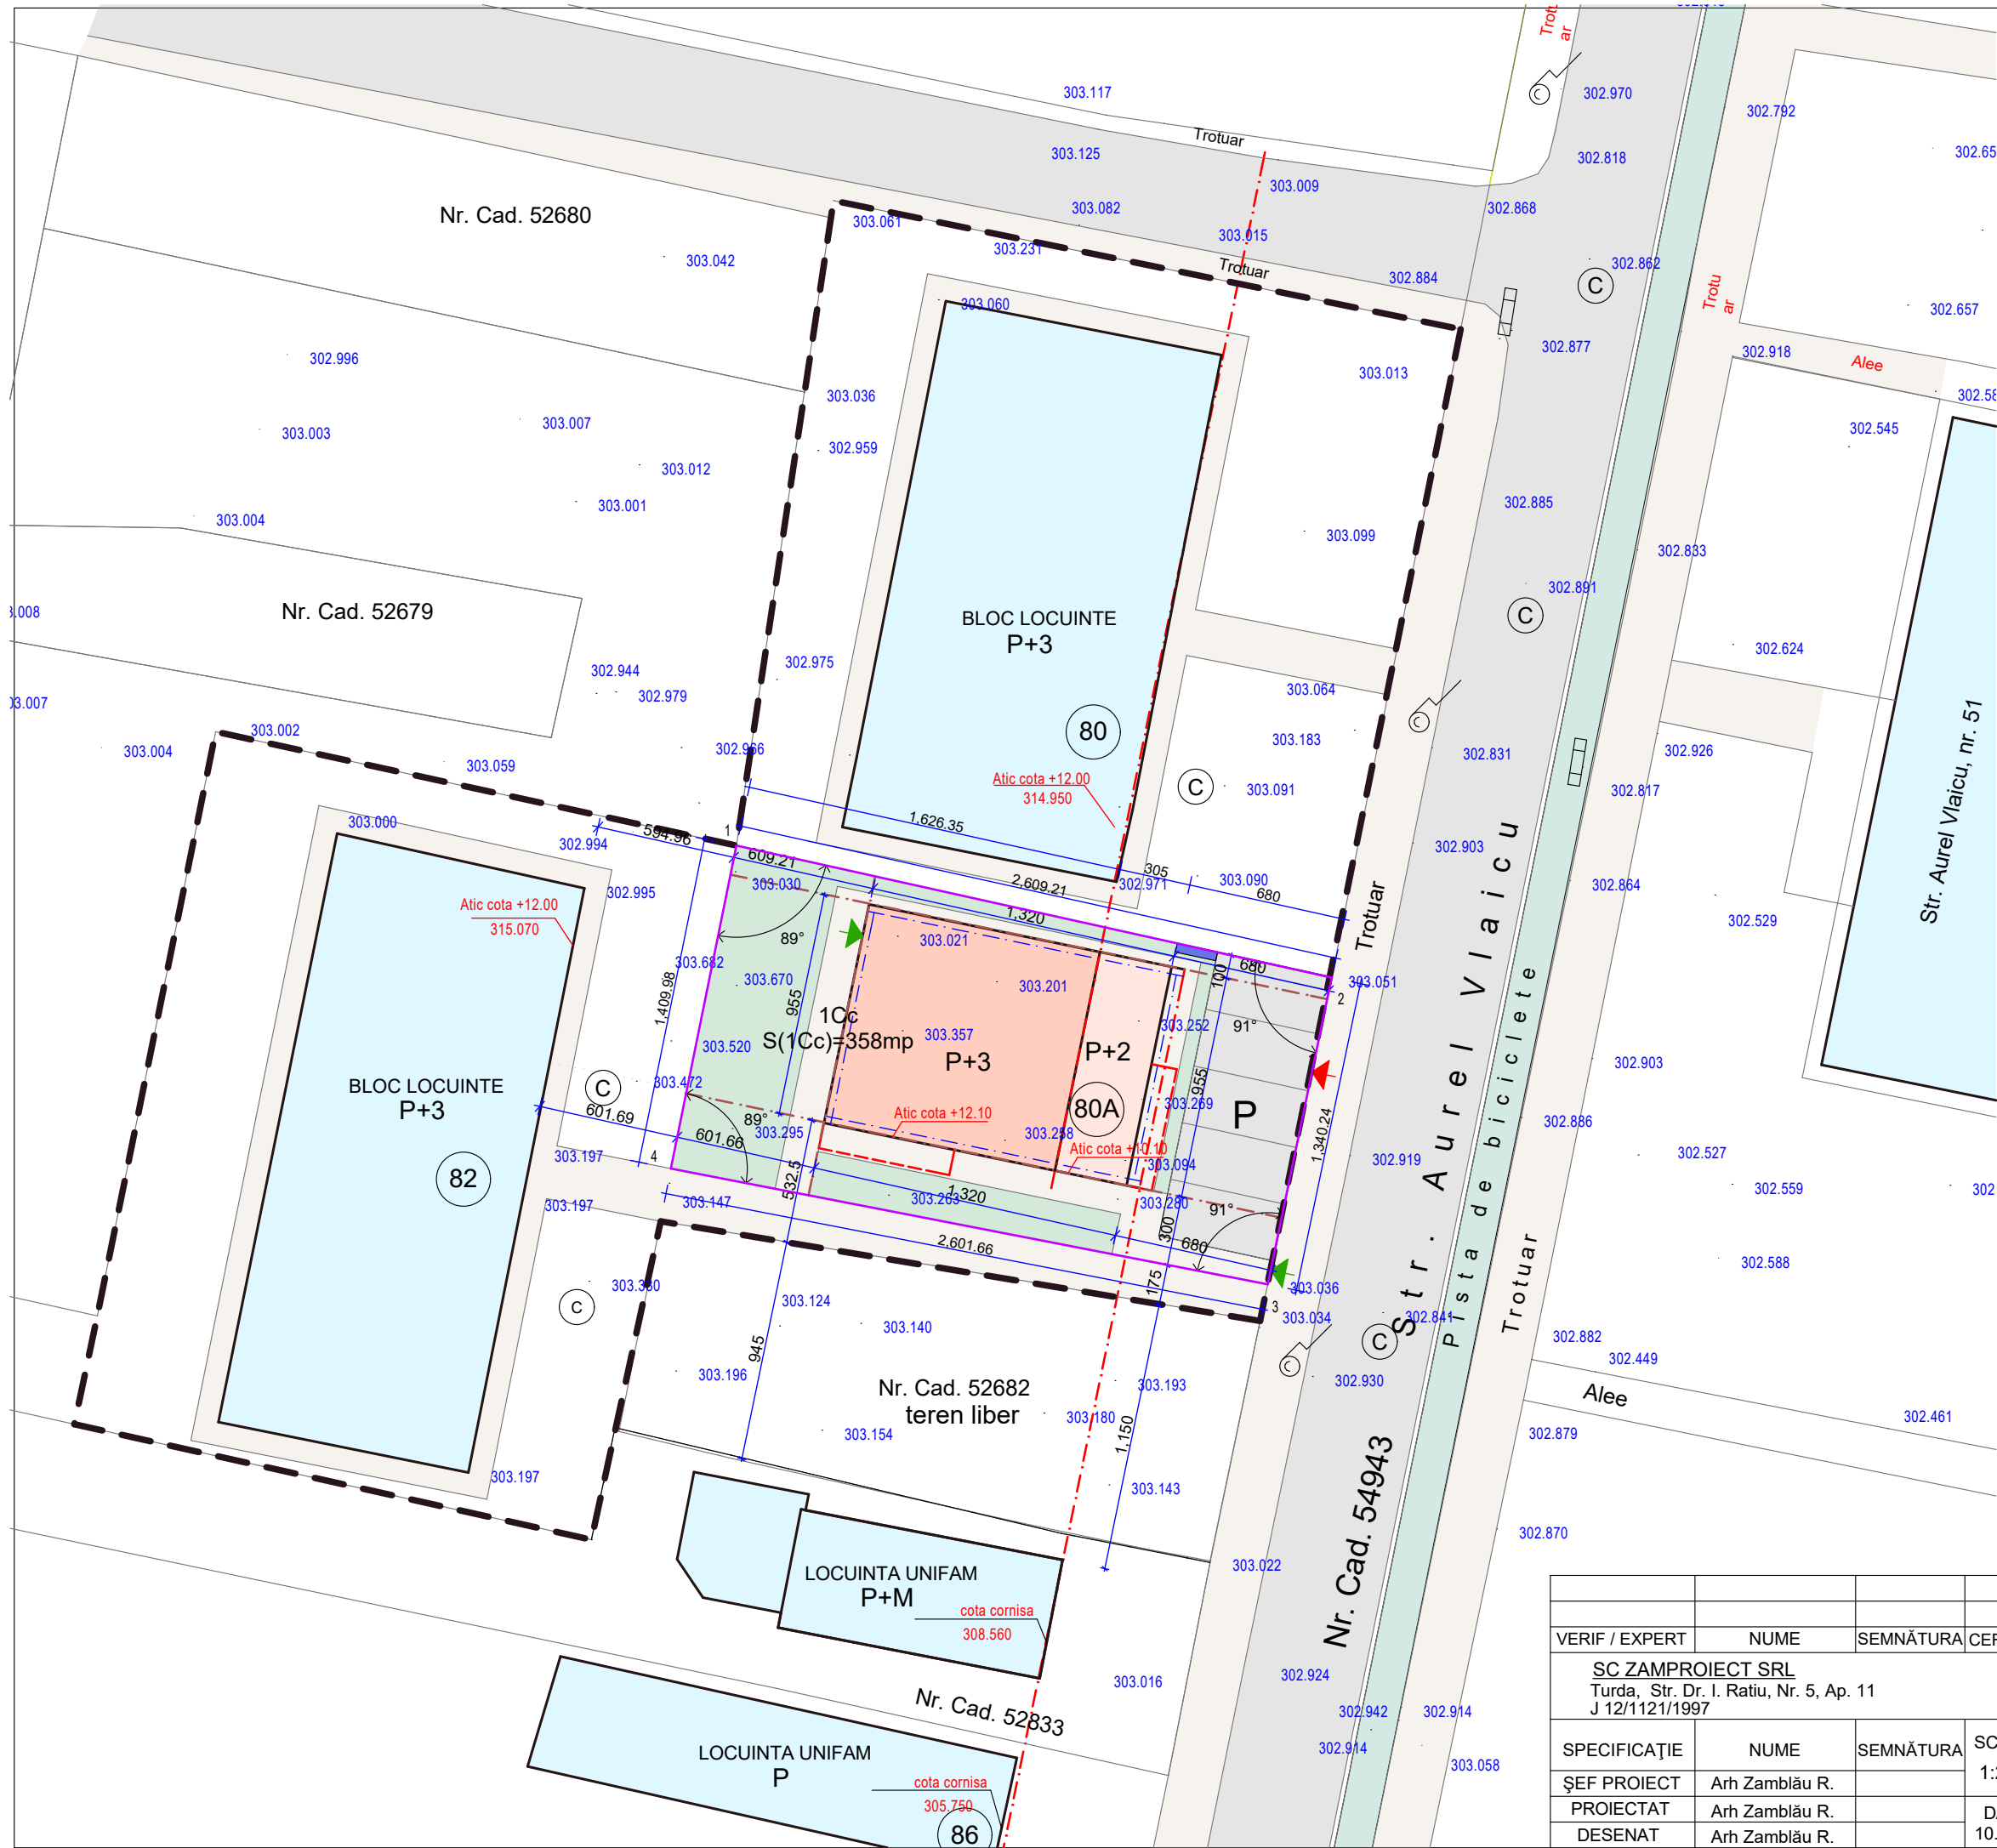 Trotuar
303.117
302.970
302.792
Trotuar
303.125
302.818
303.009
Nr. Cad. 52680
303.061
303.082
302.868
303.015
303.231
Trotuar
303.042
302.884
302.862
C
Trotuar
303.060
302.657
302.996
302.877
302.918
Alee
303.013
303.036
302.545
303.003
303.007
302.959
303.012
303.001
302.885
303.004
303.099
302.833
302.891
Nr. Cad. 52679
BLOC LOCUINTE
P+3
C
302.624
302.944
302.975
302.979
303.064
Str. Aurel Vlaicu, nr. 51
303.002
303.004
80
303.183
302.831
302.926
302.966
303.059
Atic cota +12.00
314.950
C
303.091
302.817
303.000
594.96
1
1,626.35
302.994
609.21
302.903
303.030
2,609.21
302.971
305
303.090
680
302.864
302.995
Atic cota +12.00
315.070
1,320
Trotuar
302.529
89°
303.021
303.682
303.670
100
680
303.051
2
303.201
1,409.98
955
1Cc
S(1Cc)=358mp
303.357
303.252
91°
303.520
P+3
P+2
302.903
BLOC LOCUINTE
P+3
C
303.472
955
303.269
601.69
89°
Atic cota +12.10
80A
P
302.886
601.66
303.295
303.258
Atic cota +10.10
1,340.24
4
303.197
303.094
302.919
302.527
82
532.5
303.263
1,320
303.280
302.559
303.197
303.147
91°
300
2,601.66
680
302.588
303.380
175
303.036
C
303.124
3
303.034
302.841
Str. Aurel Vlaicu
Pista de biciclete
Trotuar
303.140
C
302.882
302.449
945
303.196
Nr. Cad. 52682
teren liber
303.193
302.930
Alee
303.180
302.461
303.154
1,150
302.879
303.197
303.143
302.870
Nr. Cad. 54943
303.022
LOCUINTA UNIFAM
P+M
cota cornisa
308.560
303.016
302.924
Nr. Cad. 52833
302.942
302.914
302.914
303.058
LOCUINTA UNIFAM
P
cota cornisa
305.750
86
VERIF / EXPERT NUME SEMNĂTURA
SC ZAMPROIECT SRL
Turda, Str. Dr. I. Ratiu, Nr. 5, Ap. 11
J 12/1121/1997
SPECIFICAŢIE NUME SEMNĂTURA
ŞEF PROIECT Arh Zamblău R.
PROIECTAT Arh Zamblău R.
DESENAT Arh Zamblău R.